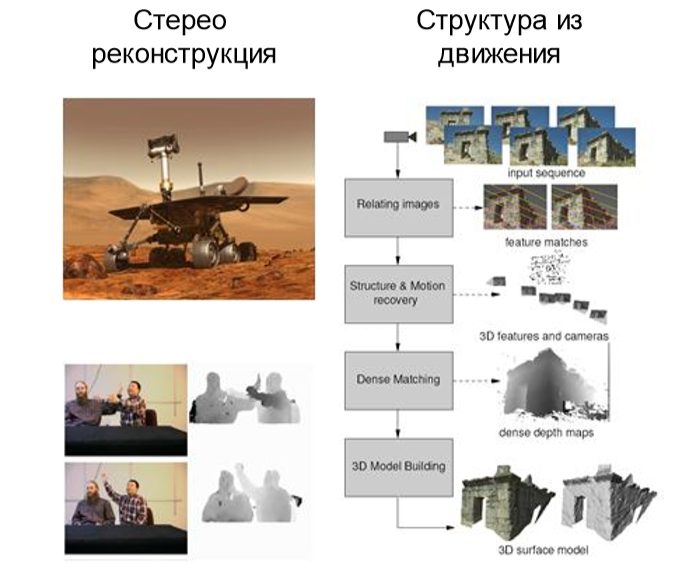 Стерео
реконструкция
Структура из
движения
input sequence
Relating images
feature matches
Structure & Motion
recovery
3D features and cameras
Dense Matching
dense depth maps
3D Model Building
3D surface model